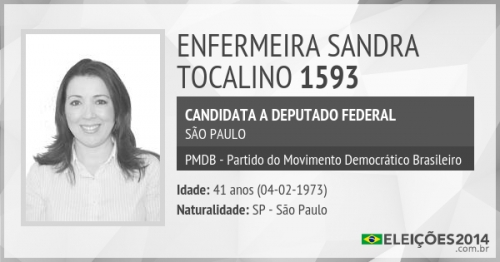 ENFERMEIRA SANDRA
TOCALINO 1593
CANDIDATA A DEPUTADO FEDERAL
SÃO PAULO
PMDB - Partido do Movimento Democrático Brasileiro
Idade: 41 anos (04-02-1973)
Naturalidade: SP - São Paulo
ELEIÇÕES2014
.com.br